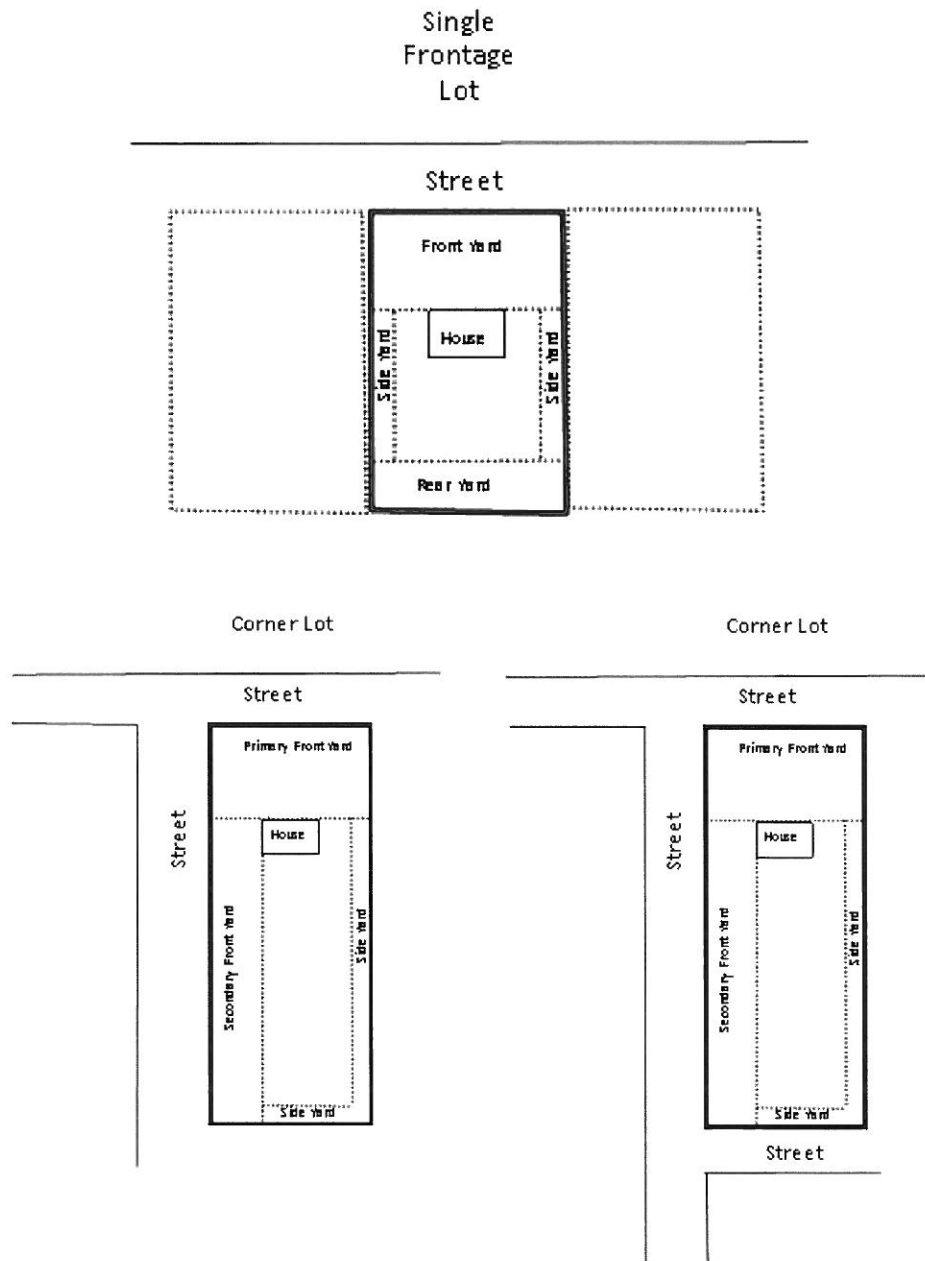 Single
Frontage
Lot
Street
Front Yard
Side Yard
House
Side Yard
Rear Yard
Corner Lot
Street
Primary Front Yard
House
Street
Secondary Front Yard
Side Yard
Side Yard
Corner Lot
Street
Primary Front Yard
House
Street
Secondary Front Yard
Side Yard
Side Yard
Street